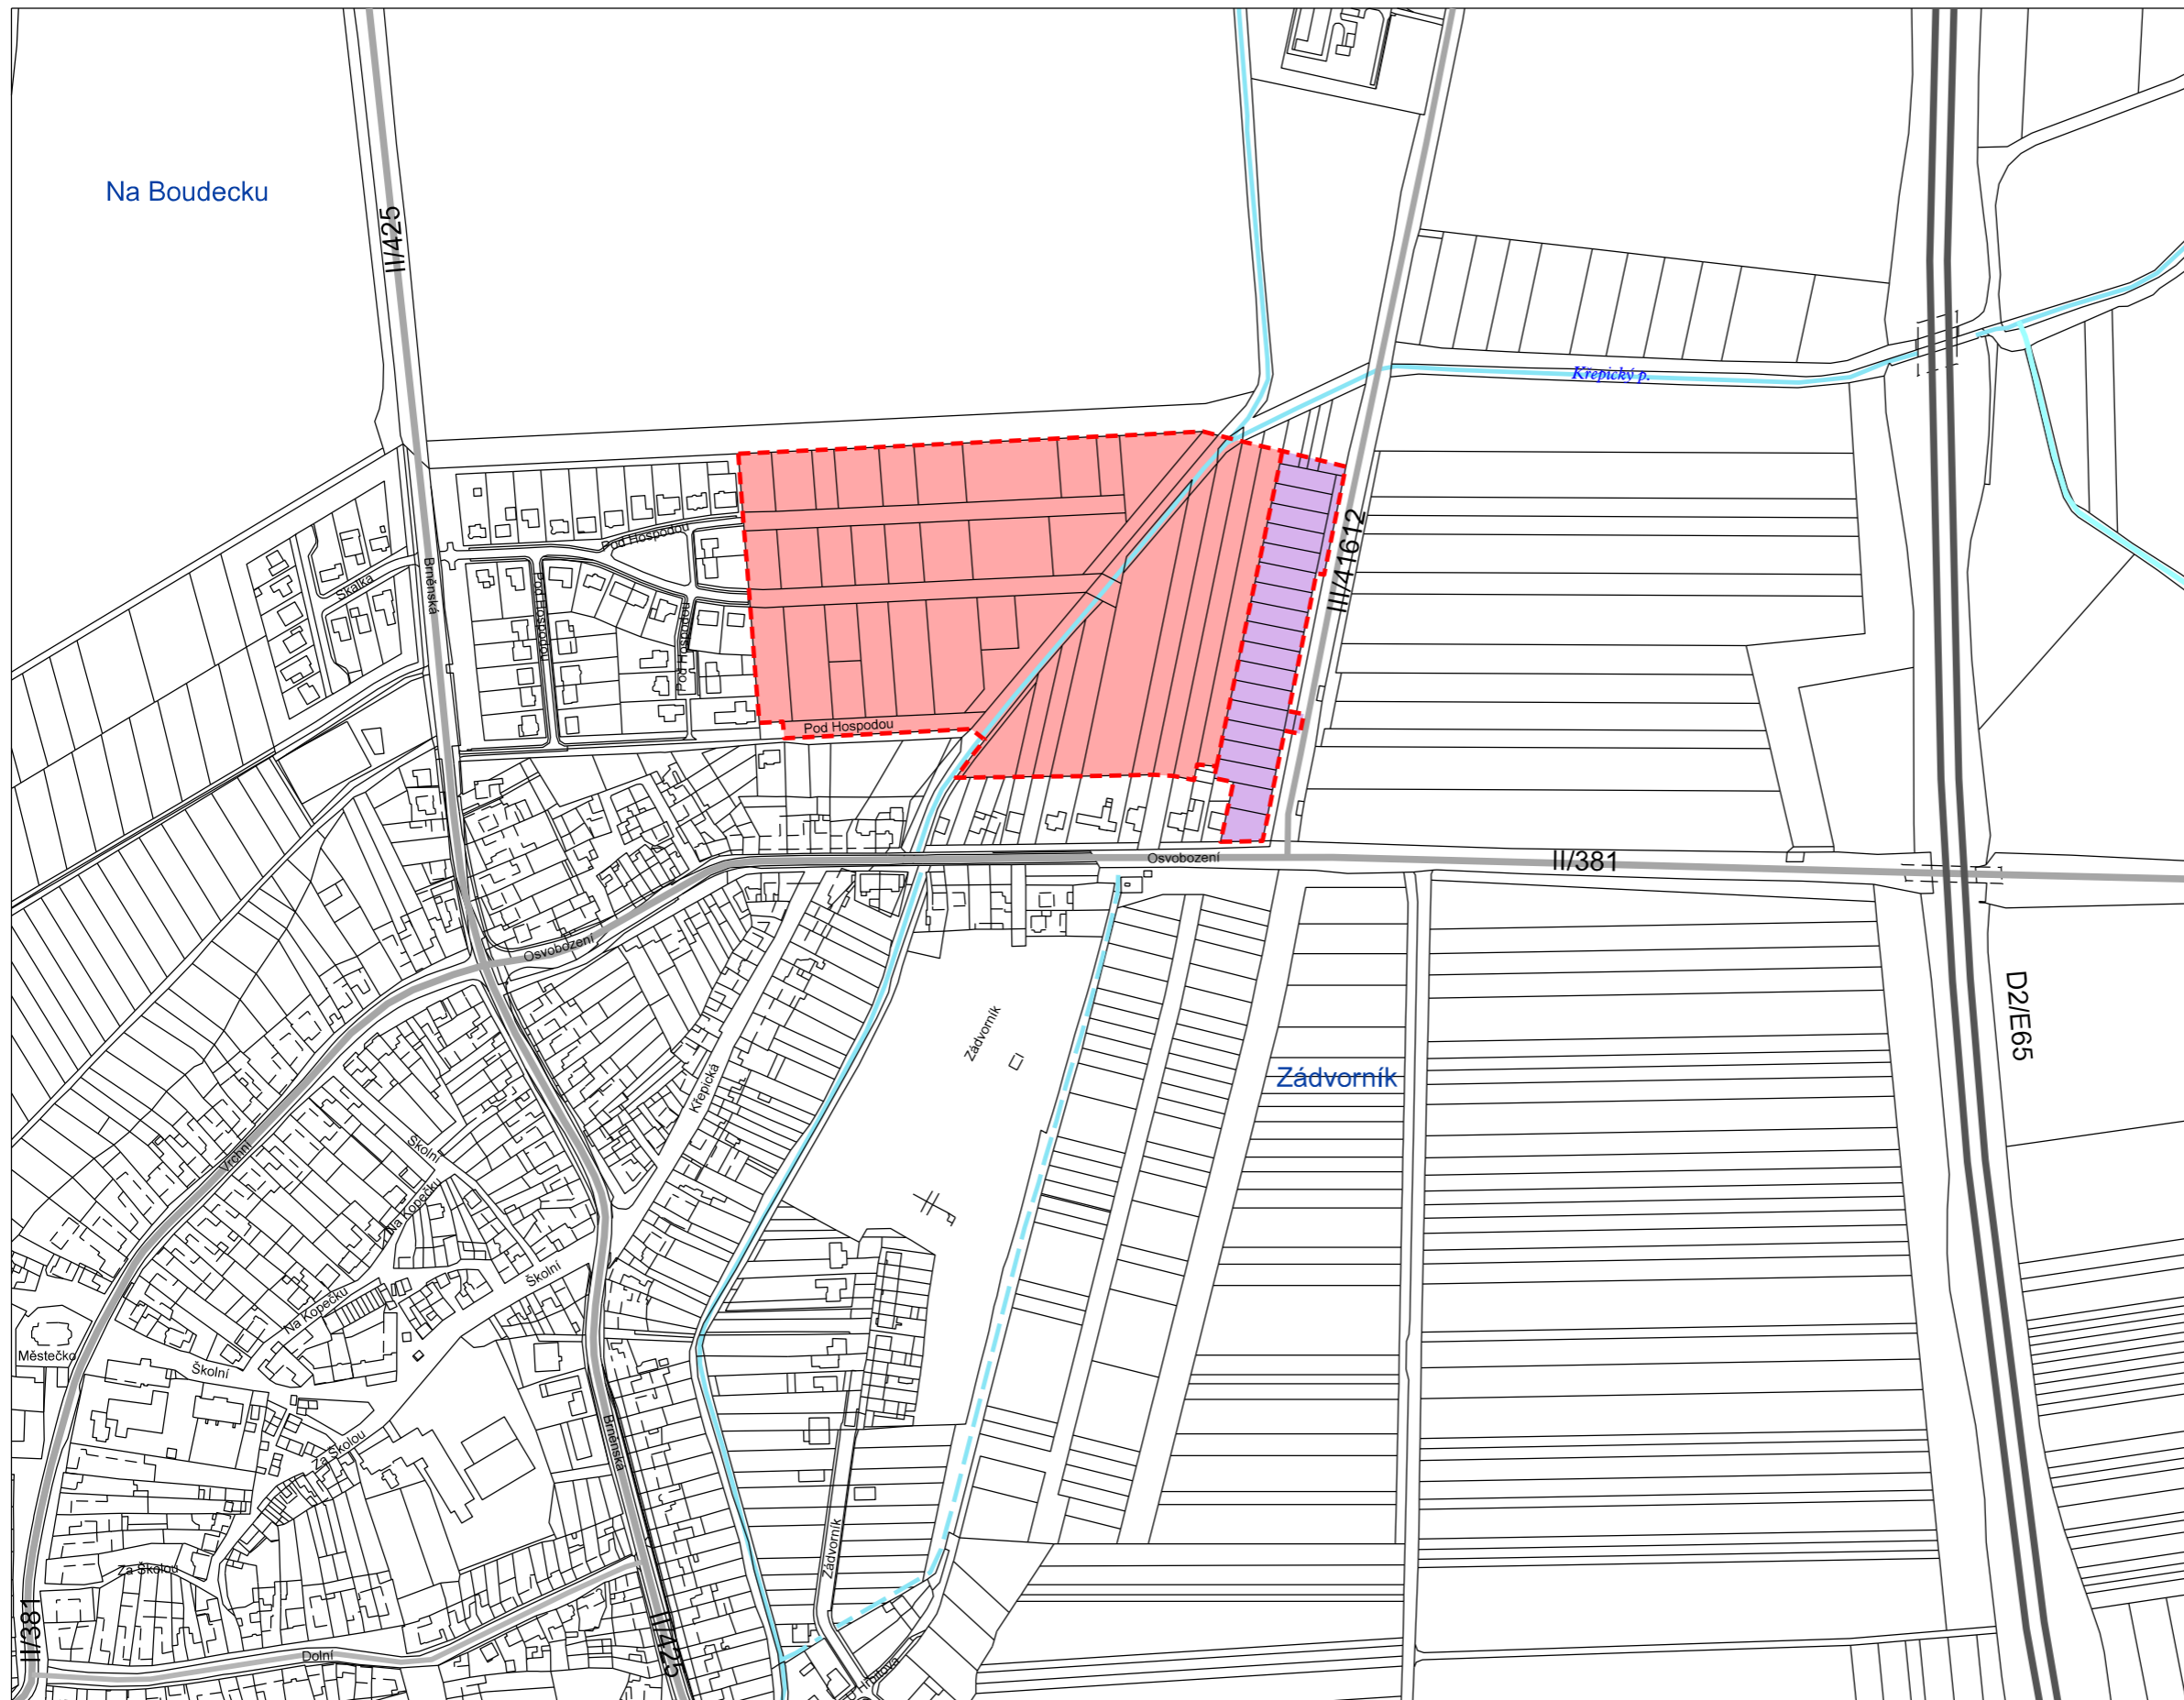 Na Boudecku
II/425
Křepický p.
III/41612
Pod Hospodou
Skalka
Brněnská
Pod Hospodou
Pod Hospodou
Pod Hospodou
Osvobození
II/381
Osvobození
D2/E65
Zádvorník
Křepická
Zádvorník
Vrchní
Školní
Na Kopečku
Školní
Na Kopečku
Městečko
Školní
Za Školou
Brněnská
Zádvorník
Za Školou
II/381
II/425
Dolní